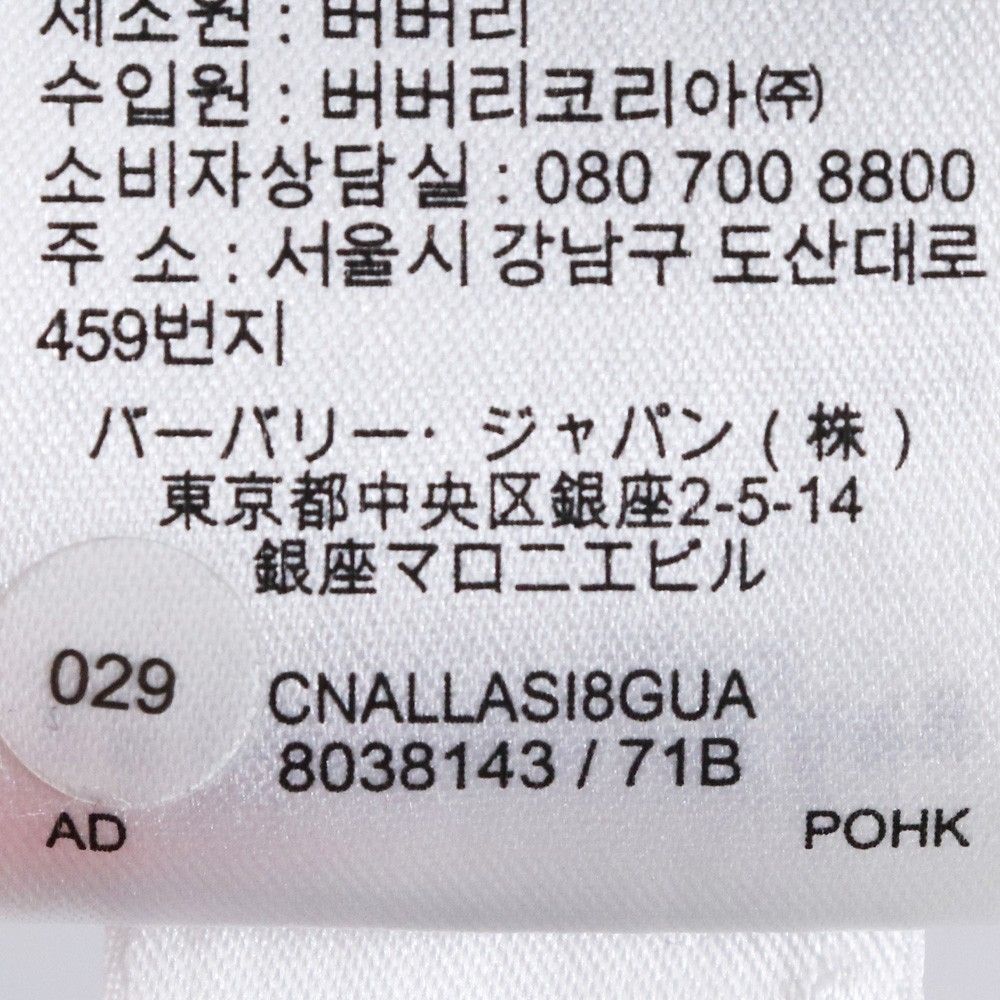 제조원 : 버버리
수입원 : 버버리코리아㈜
소비자상담실 : 080 700 8800
주 소 : 서울시 강남구 도산대로
459번지
バーバリー・ ジャパン ( 株 )
東京都中央区銀座2-5-14
銀座マロニエビル
029
CNALLASI8GUA
8038143 / 71B
AD
POHK